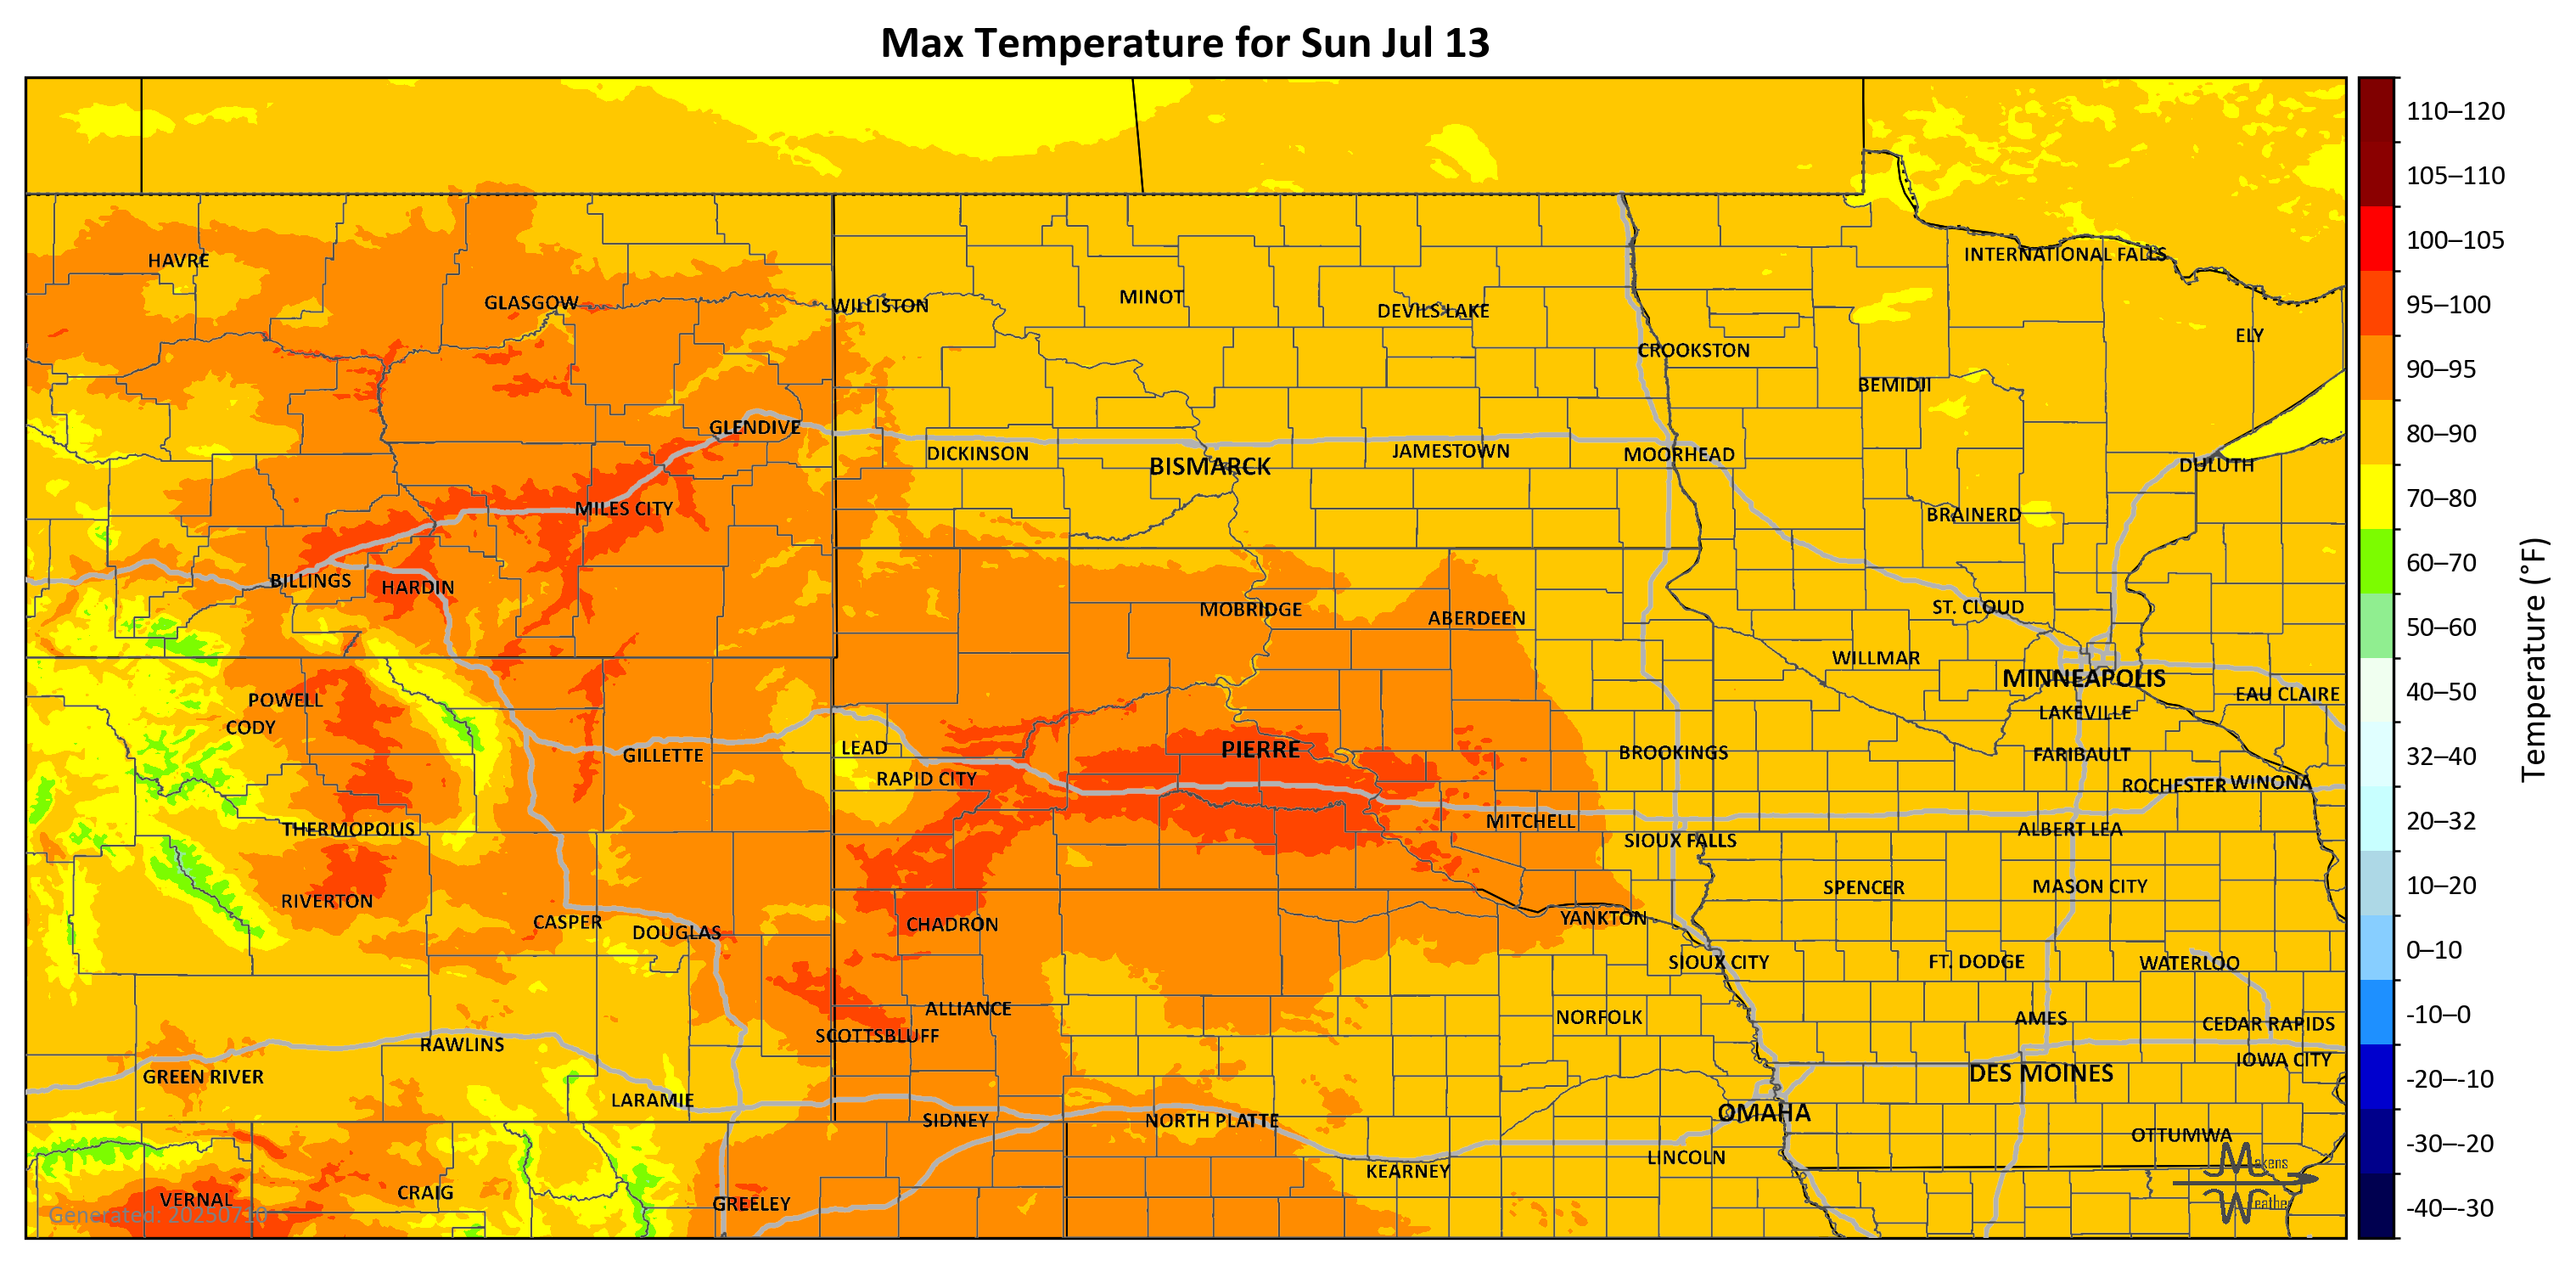 Max Temperature for Sun Jul 13
HAVRE
GLASGOW
WILLISTON
MINOT
DEVILS LAKE
INTERNATIONAL FALLS
ELY
CROOKSTON
BEMIDJI
GLENDIVE
DICKINSON
BISMARCK
JAMESTOWN
MOORHEAD
DULUTH
MILES CITY
BRAINERD
BILLINGS
HARDIN
MOBRIDGE
ABERDEEN
ST. CLOUD
WILLMAR
MINNEAPOLIS
EAU CLAIRE
POWELL
CODY
LAKEVILLE
GILLETTE
LEAD
PIERRE
BROOKINGS
FARIBAULT
RAPID CITY
ROCHESTER
WINONA
THERMOPOLIS
MITCHELL
SIOUX FALLS
ALBERT LEA
RIVERTON
SPENCER
MASON CITY
CASPER
DOUGLAS
CHADRON
YANKTON
SIOUX CITY
FT. DODGE
WATERLOO
ALLIANCE
NORFOLK
AMES
CEDAR RAPIDS
SCOTTSBLUFF
RAWLINS
IOWA CITY
GREEN RIVER
DES MOINES
LARAMIE
SIDNEY
NORTH PLATTE
OMAHA
OTTUMWA
LINCOLN
KEARNEY
VERNAL
CRAIG
GREELEY
Generated: 20250710
Makens
Weather
110–120
105–110
100–105
95–100
90–95
80–90
70–80
60–70
50–60
40–50
32–40
20–32
10–20
0–10
-10–0
-20–-10
-30–-20
-40–-30
Temperature (°F)